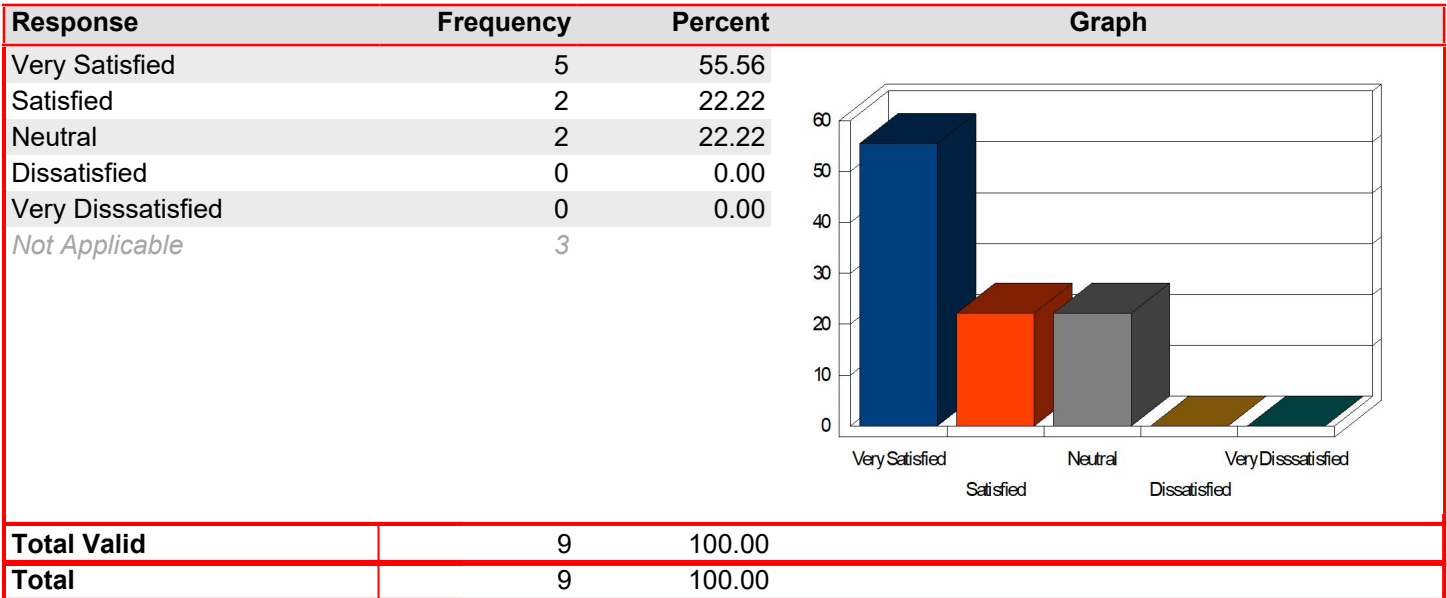 Response Frequency Percent Graph
Very Satisfied 5 55.56
Satisfied 2 22.22
Neutral 2 22.22
Dissatisfied 0 0.00
Very Disssatisfied 0 0.00
Not Applicable 3
60
50
40
30
20
10
0
Very Satisfied Neutral Very Disssatisfied
Satisfied Dissatisfied
Total Valid 9 100.00
Total 9 100.00